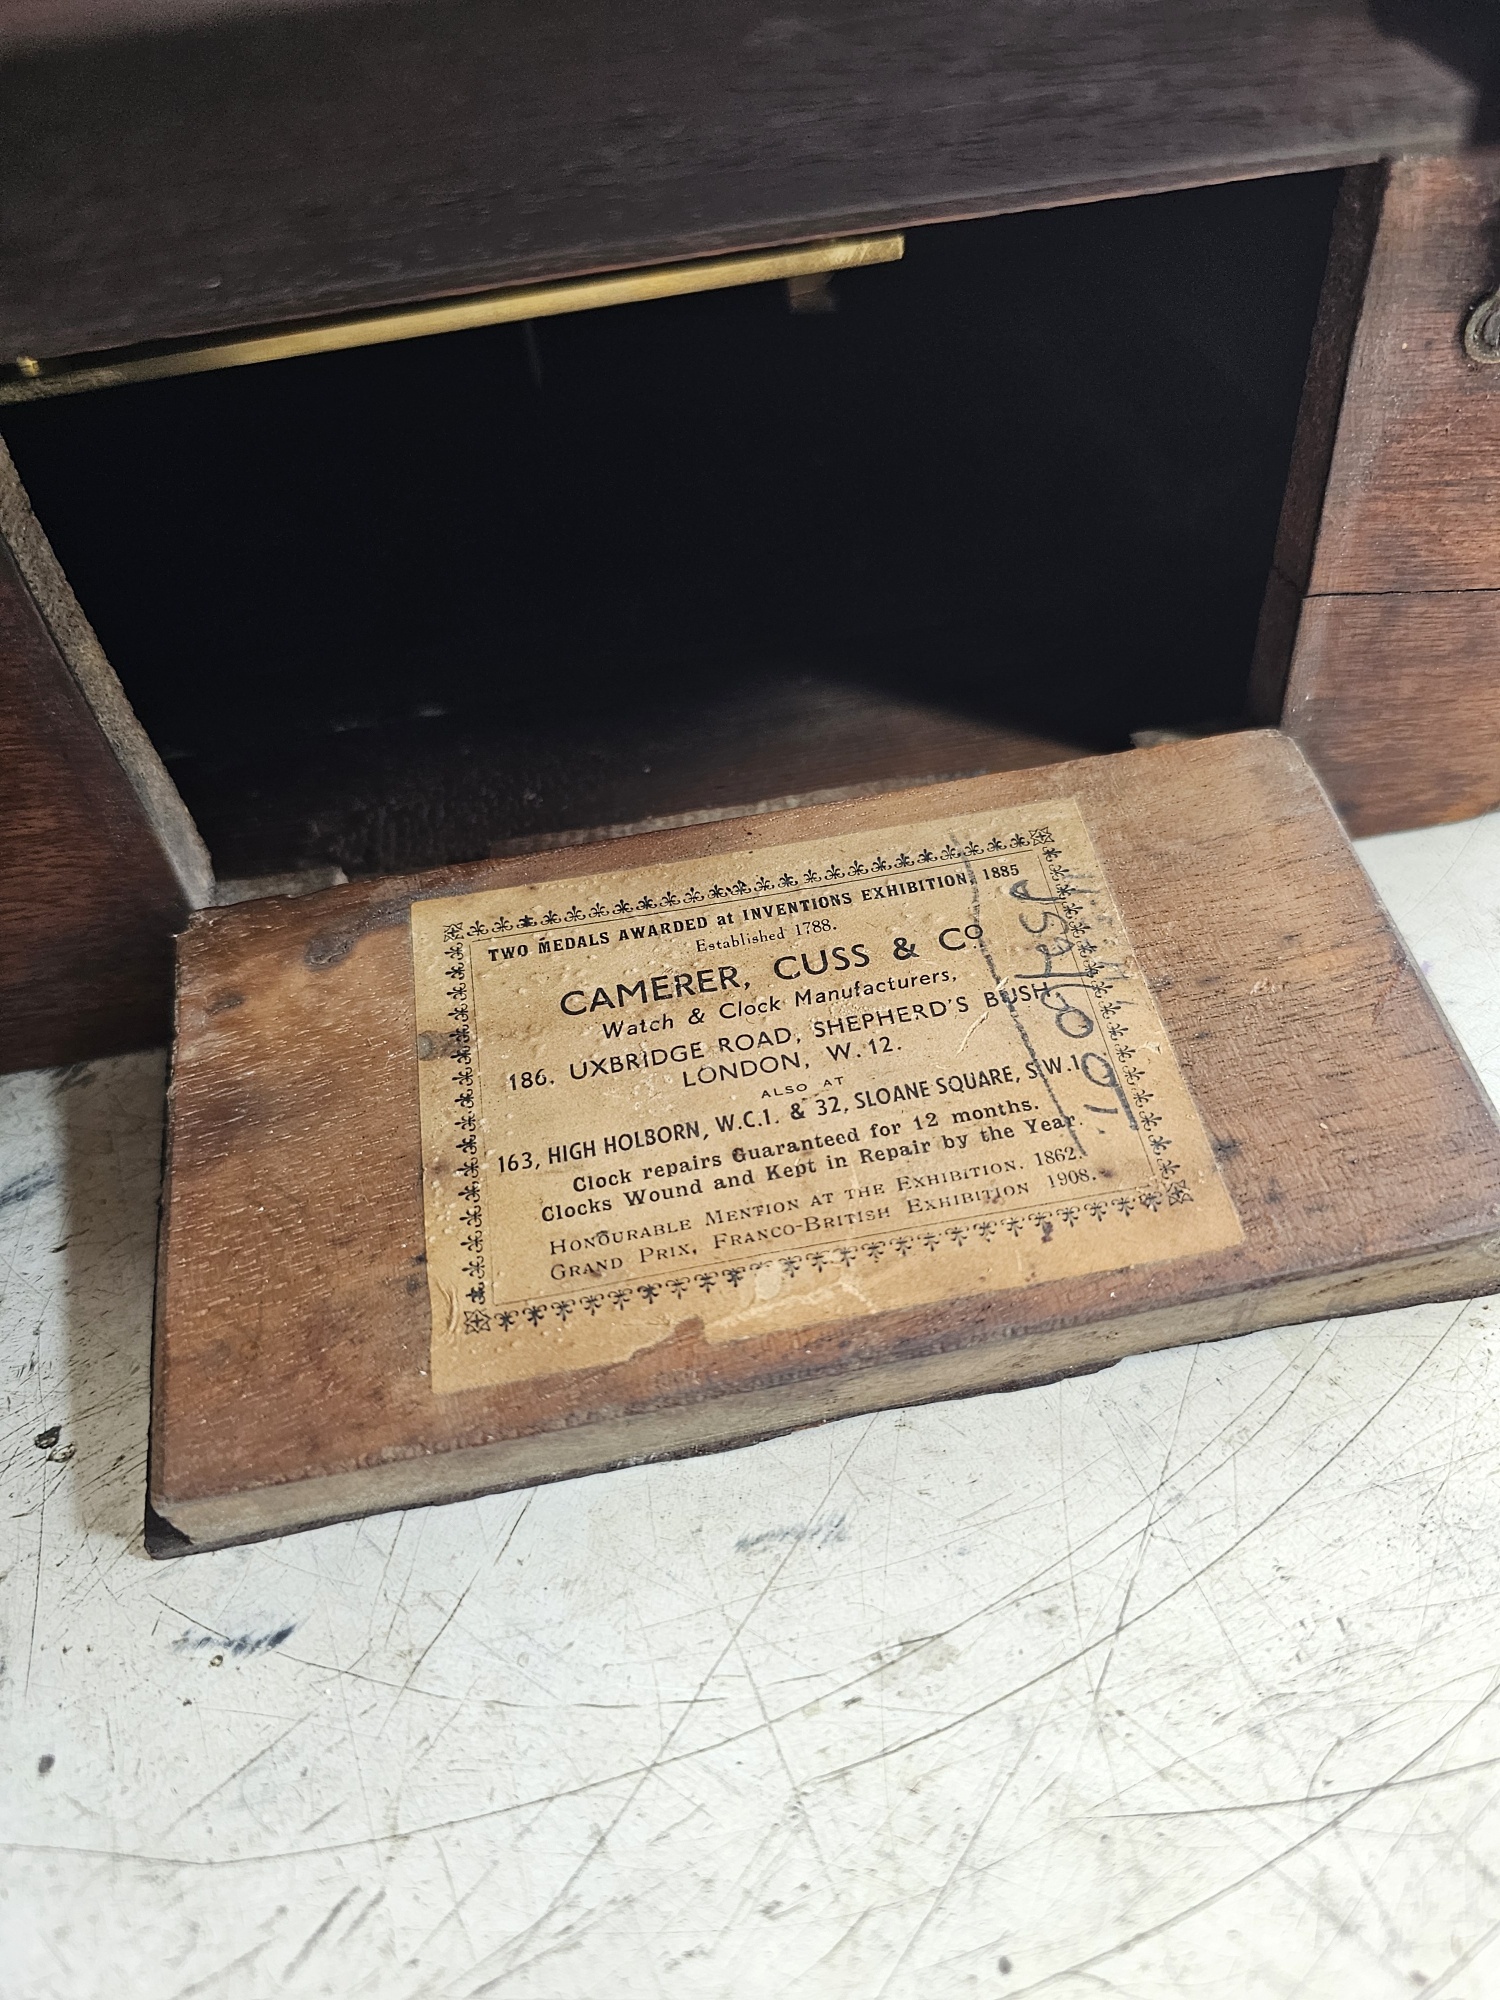 TWO MEDALS AWARDED at INVENTIONS EXHIBITION, 1885
Established 1788.
CAMERER, CUSS & Co
Watch & Clock Manufacturers,
186, UXBRIDGE ROAD, SHEPHERD'S BUSH
LONDON, W.12.
ALSO AT
163, HIGH HOLBORN, W.C.1. & 32, SLOANE SQUARE, S.W.1
Clock repairs Guaranteed for 12 months.
Clocks Wound and Kept in Repair by the Year.
HONOURABLE MENTION AT THE EXHIBITION. 1862.
GRAND PRIX, FRANCO-BRITISH EXHIBITION 1908.